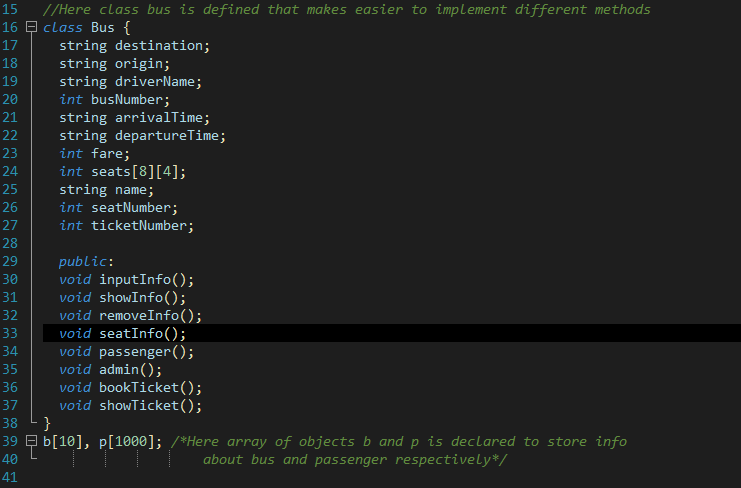 15 //Here class bus is defined that makes easier to implement different methods
16 class Bus {
17 string destination;
18 string origin;
19 string driverName;
20 int busNumber;
21 string arrivalTime;
22 string departureTime;
23 int fare;
24 int seats[8][4];
25 string name;
26 int seatNumber;
27 int ticketNumber;
28
29 public:
30 void inputInfo();
31 void showInfo();
32 void removeInfo();
33 void seatInfo();
34 void passenger();
35 void admin();
36 void bookTicket();
37 void showTicket();
38 }
39 b[10], p[1000]; /*Here array of objects b and p is declared to store info
40 about bus and passenger respectively*/
41